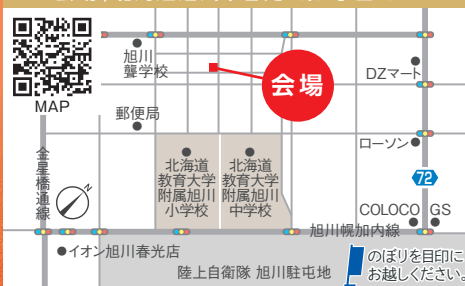 MAP
旭川
聾学校
会場
DZマート
郵便局
ローソン
金星橋通線
N
北海道
教育大学
附属旭川
小学校
北海道
教育大学
附属旭川
中学校
72
COLOCO
GS
旭川幌加内線
イオン旭川春光店
陸上自衛隊 旭川駐屯地
のぼりを目印に
お越しください。